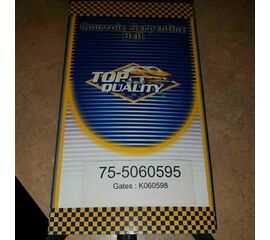 Courroie Serpentine
Belt
TOP
QUALITY
75-5060595
Gates : K060598